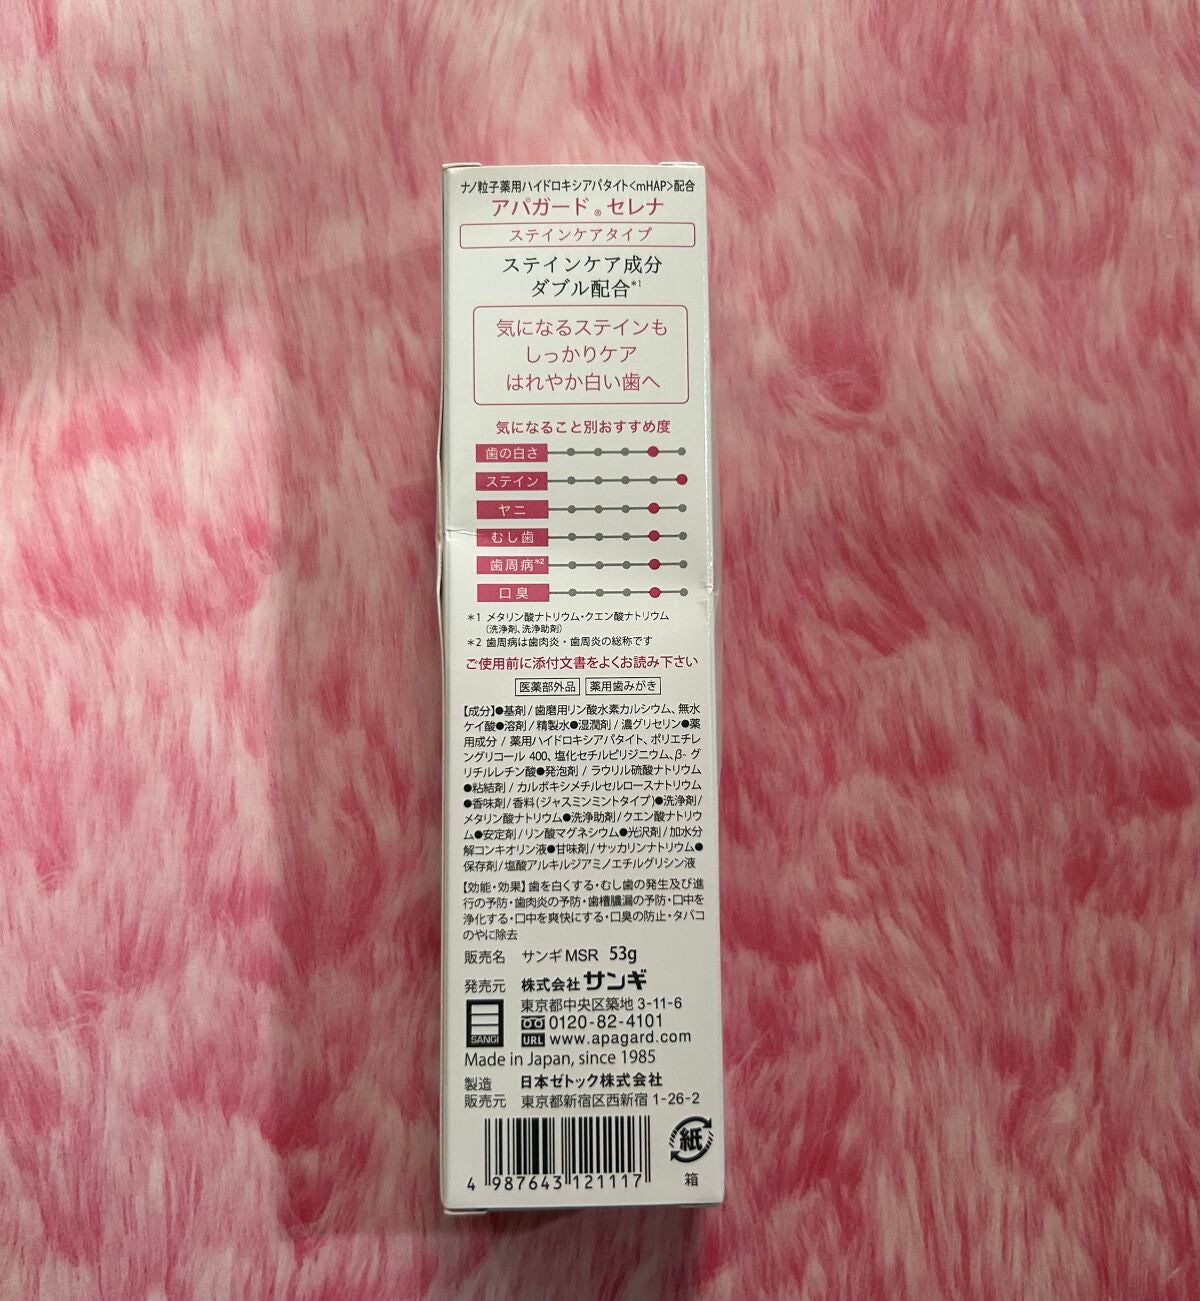 ナノ粒子薬用ハイドロキシアパタイト<mHAP>配合
アパガード®セレナ
ステインケアタイプ
ステインケア成分
ダブル配合*1
気になるステインも
しっかりケア
はれやか白い歯へ
気になること別おすすめ度
歯の白さ
ステイン
ヤニ
むし歯
歯周病*2
口臭
*1 メタリン酸ナトリウム・クエン酸ナトリウム
(洗浄剤、洗浄助剤)
*2 歯周病は歯肉炎・歯周炎の総称です
ご使用前に添付文書をよくお読み下さい
医薬部外品 薬用歯みがき
【成分】●基剤/歯磨用リン酸水素カルシウム、無水
ケイ酸●溶剤/精製水●湿潤剤/濃グリセリン●薬
用成分/薬用ハイドロキシアパタイト、ポリエチレ
ングリコール 400、塩化セチルピリジニウム、β-グ
リチルレチン酸●発泡剤/ラウリル硫酸ナトリウム
●粘結剤/カルボキシメチルセルロースナトリウム
●香味剤/香料(ジャスミンミントタイプ)●洗浄剤/
メタリン酸ナトリウム●洗浄助剤/クエン酸ナトリウ
ム●安定剤/リン酸マグネシウム●光沢剤/加水分
解コンキオリン液●甘味剤/サッカリンナトリウム●
保存剤/塩酸アルキルジアミノエチルグリシン液
【効能・効果】歯を白くする・むし歯の発生及び進
行の予防・歯肉炎の予防・歯槽膿漏の予防・口中を
浄化する・口中を爽快にする・口臭の防止・タバコ
のやに除去
販売名 サンギMSR 53g
発売元 株式会社サンギ
東京都中央区築地 3-11-6
0120-82-4101
SANGI URL www.apagard.com
Made in Japan, since 1985
製造 日本ゼトック株式会社
販売元 東京都新宿区西新宿 1-26-2
紙
箱
4 987643 121117